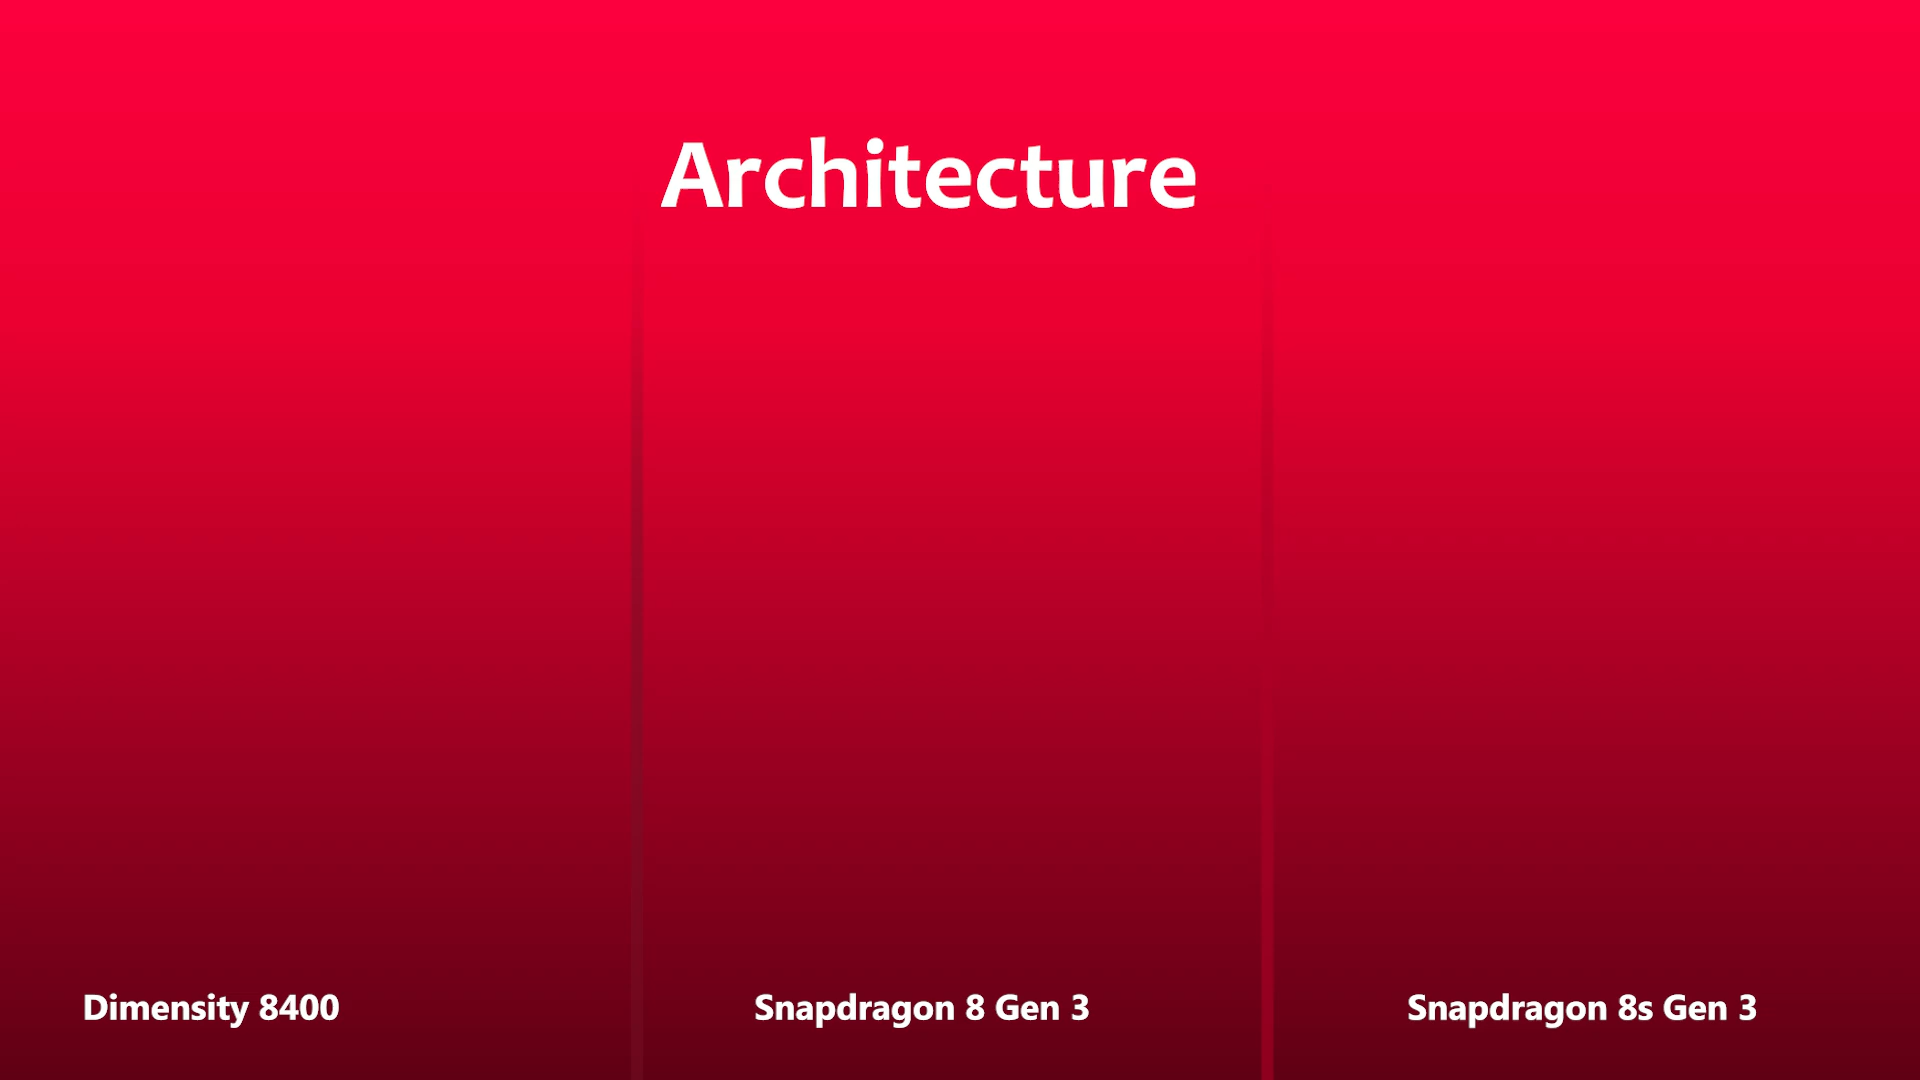 Architecture
Dimensity 8400
Snapdragon 8 Gen 3
Snapdragon 8s Gen 3